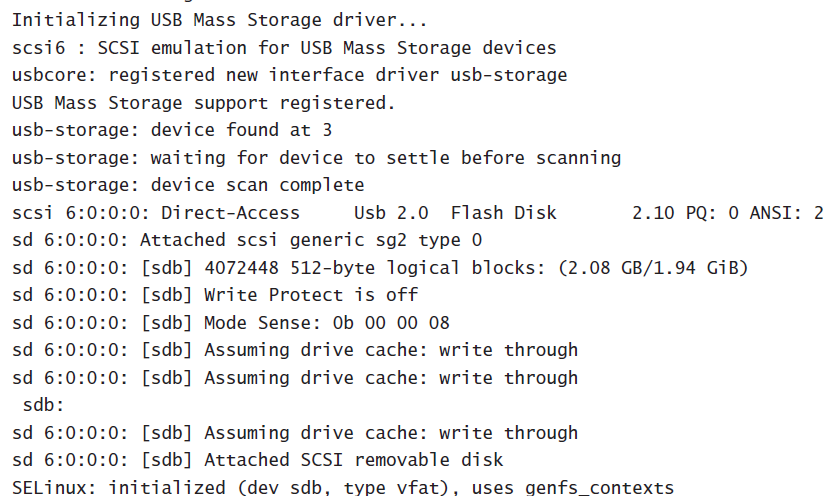 Initializing USB Mass Storage driver...
scsi6 : SCSI emulation for USB Mass Storage devices
usbcore: registered new interface driver usb-storage
USB Mass Storage support registered.
usb-storage: device found at 3
usb-storage: waiting for device to settle before scanning
usb-storage: device scan complete
scsi 6:0:0:0: Direct-Access     Usb 2.0  Flash Disk       2.10 PQ: 0 ANSI: 2
sd 6:0:0:0: Attached scsi generic sg2 type 0
sd 6:0:0:0: [sdb] 4072448 512-byte logical blocks: (2.08 GB/1.94 GiB)
sd 6:0:0:0: [sdb] Write Protect is off
sd 6:0:0:0: [sdb] Mode Sense: 0b 00 00 08
sd 6:0:0:0: [sdb] Assuming drive cache: write through
sd 6:0:0:0: [sdb] Assuming drive cache: write through
 sdb:
sd 6:0:0:0: [sdb] Assuming drive cache: write through
sd 6:0:0:0: [sdb] Attached SCSI removable disk
SELinux: initialized (dev sdb, type vfat), uses genfs_contexts